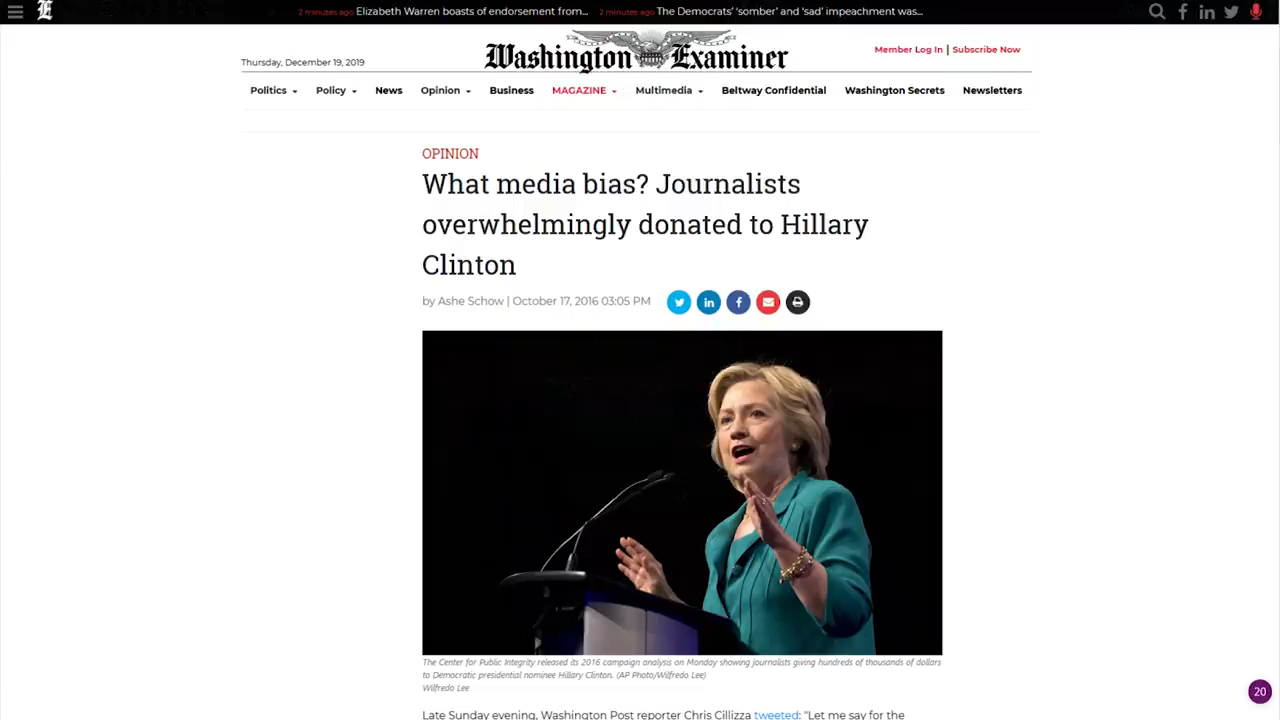 2 minutes ago Elizabeth Warren boasts of endorsement from... 2 minutes ago The Democrats' 'somber' and 'sad' impeachment was...
Thursday, December 19, 2019
Washington Examiner
Member Log In | Subscribe Now
Politics Policy News Opinion Business MAGAZINE Multimedia Beltway Confidential Washington Secrets Newsletters
OPINION
What media bias? Journalists
overwhelmingly donated to Hillary
Clinton
by Ashe Schow | October 17, 2016 03:05 PM
The Center for Public Integrity released its 2016 campaign analysis on Monday showing journalists giving hundreds of thousands of dollars
to Democratic presidential nominee Hillary Clinton. (AP Photo/Wilfredo Lee)
Wilfredo Lee
Late Sunday evening, Washington Post reporter Chris Cillizza tweeted: "Let me say for the
20